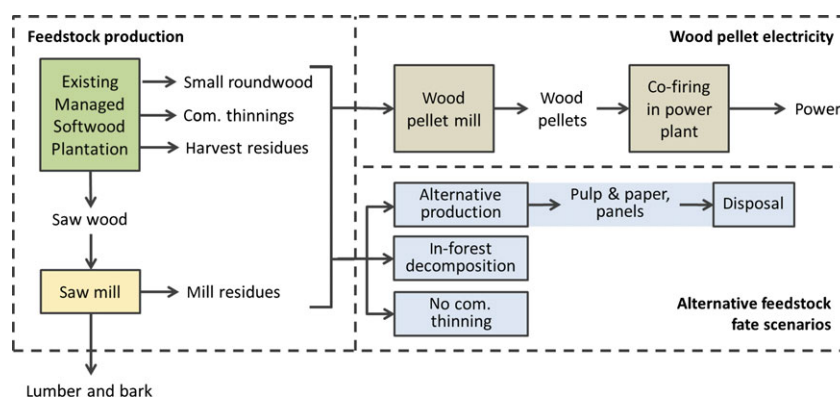 Feedstock production
Wood pellet electricity
Existing
Managed
Softwood
Plantation
Small roundwood
Com. thinnings
Harvest residues
Wood
pellet mill
Wood
pellets
Co-firing
in power
plant
Power
Saw wood
Saw mill
Mill residues
Lumber and bark
Alternative
production
Pulp & paper,
panels
Disposal
In-forest
decomposition
No com.
thinning
Alternative feedstock
fate scenarios